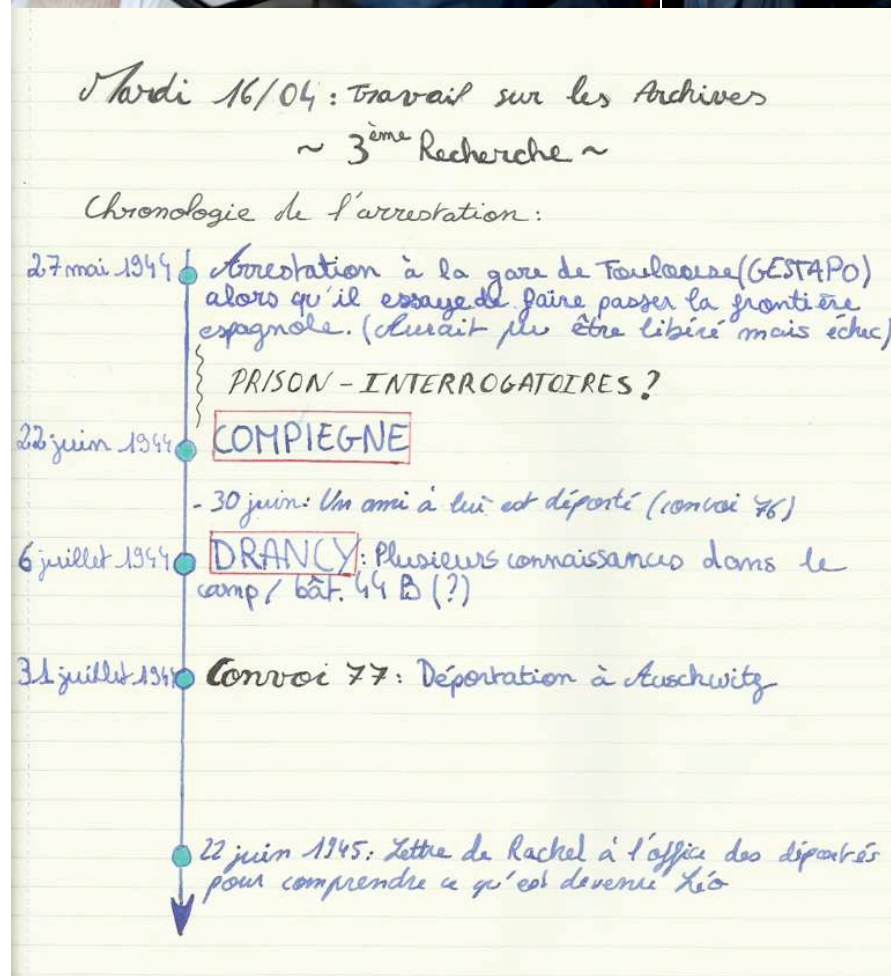 Mardi 16/04 : Travail sur les Archives
~ 3ème Recherche ~
Chronologie de l'arrestation :
27 mai 1944 Arrestation à la gare de Toulouse (GESTAPO)
alors qu'il essaye de faire passer la frontière
espagnole. (Aurait pu être libéré mais échec)
PRISON - INTERROGATOIRES ?
22 juin 1944 COMPIEGNE
- 30 juin : Un ami à lui est déporté (convoi 76)
6 juillet 1944 DRANCY : Plusieurs connaissances dans le
camp / bât. 44 B (?)
31 juillet 1944 Convoi 77 : Déportation à Auschwitz
22 juin 1945 : Lettre de Rachel à l'office des déportés
pour comprendre ce qu'est devenu Léo